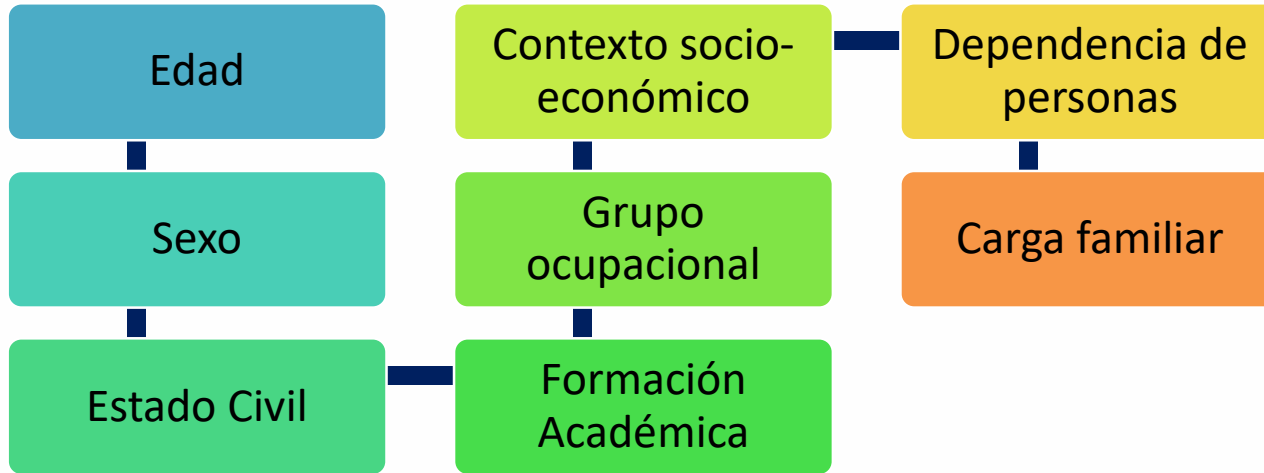 Edad
Sexo
Estado Civil
Formación
Académica
Grupo
ocupacional
Contexto socio-
económico
Dependencia de
personas
Carga familiar